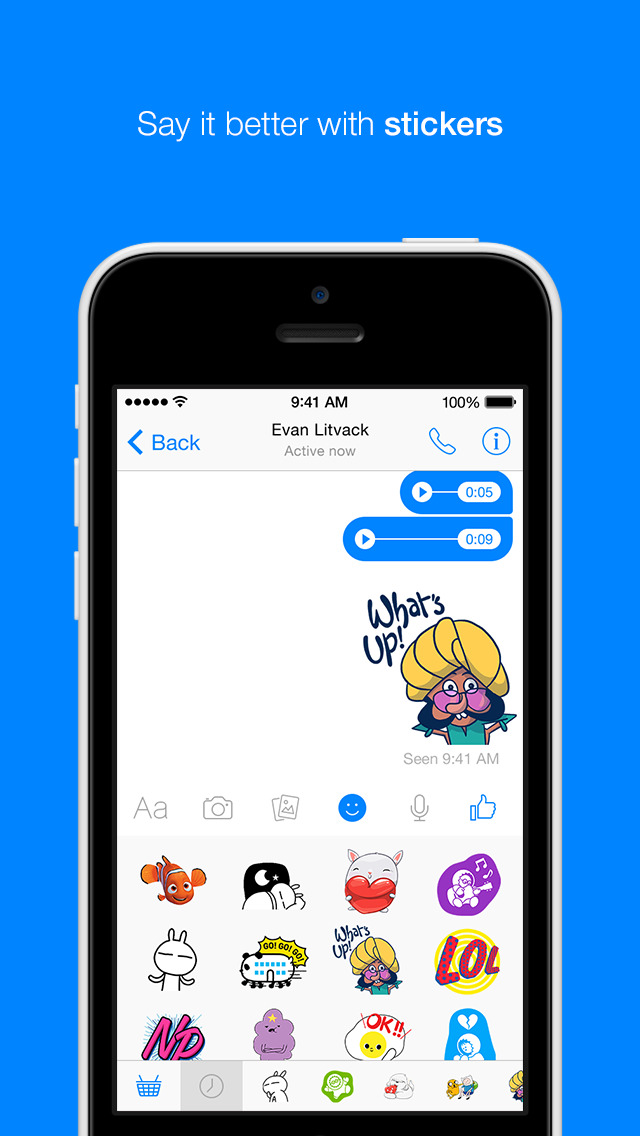 Say it better with stickers
9:41 AM
100%
Back
Evan Litvack
Active now
0:05
0:09
What's
Up!
Seen 9:41 AM
Aa
GO! GO! GO!
What's
Up!
LOL
NP
OK!!